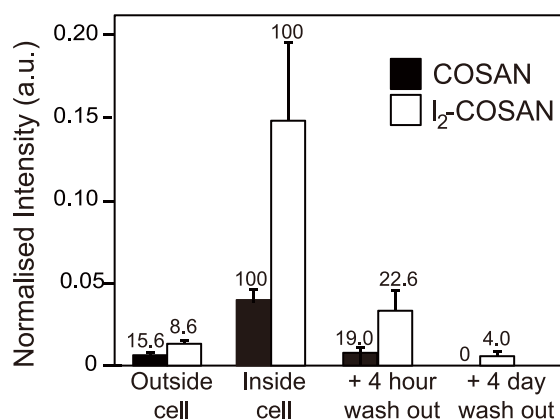 Normalised Intensity (a.u.)
0.20
0.15
0.10
0.05
0
COSAN
I₂-COSAN
15.6
8.6
100
100
19.0
22.6
0
4.0
Outside
cell
Inside
cell
+ 4 hour
wash out
+ 4 day
wash out